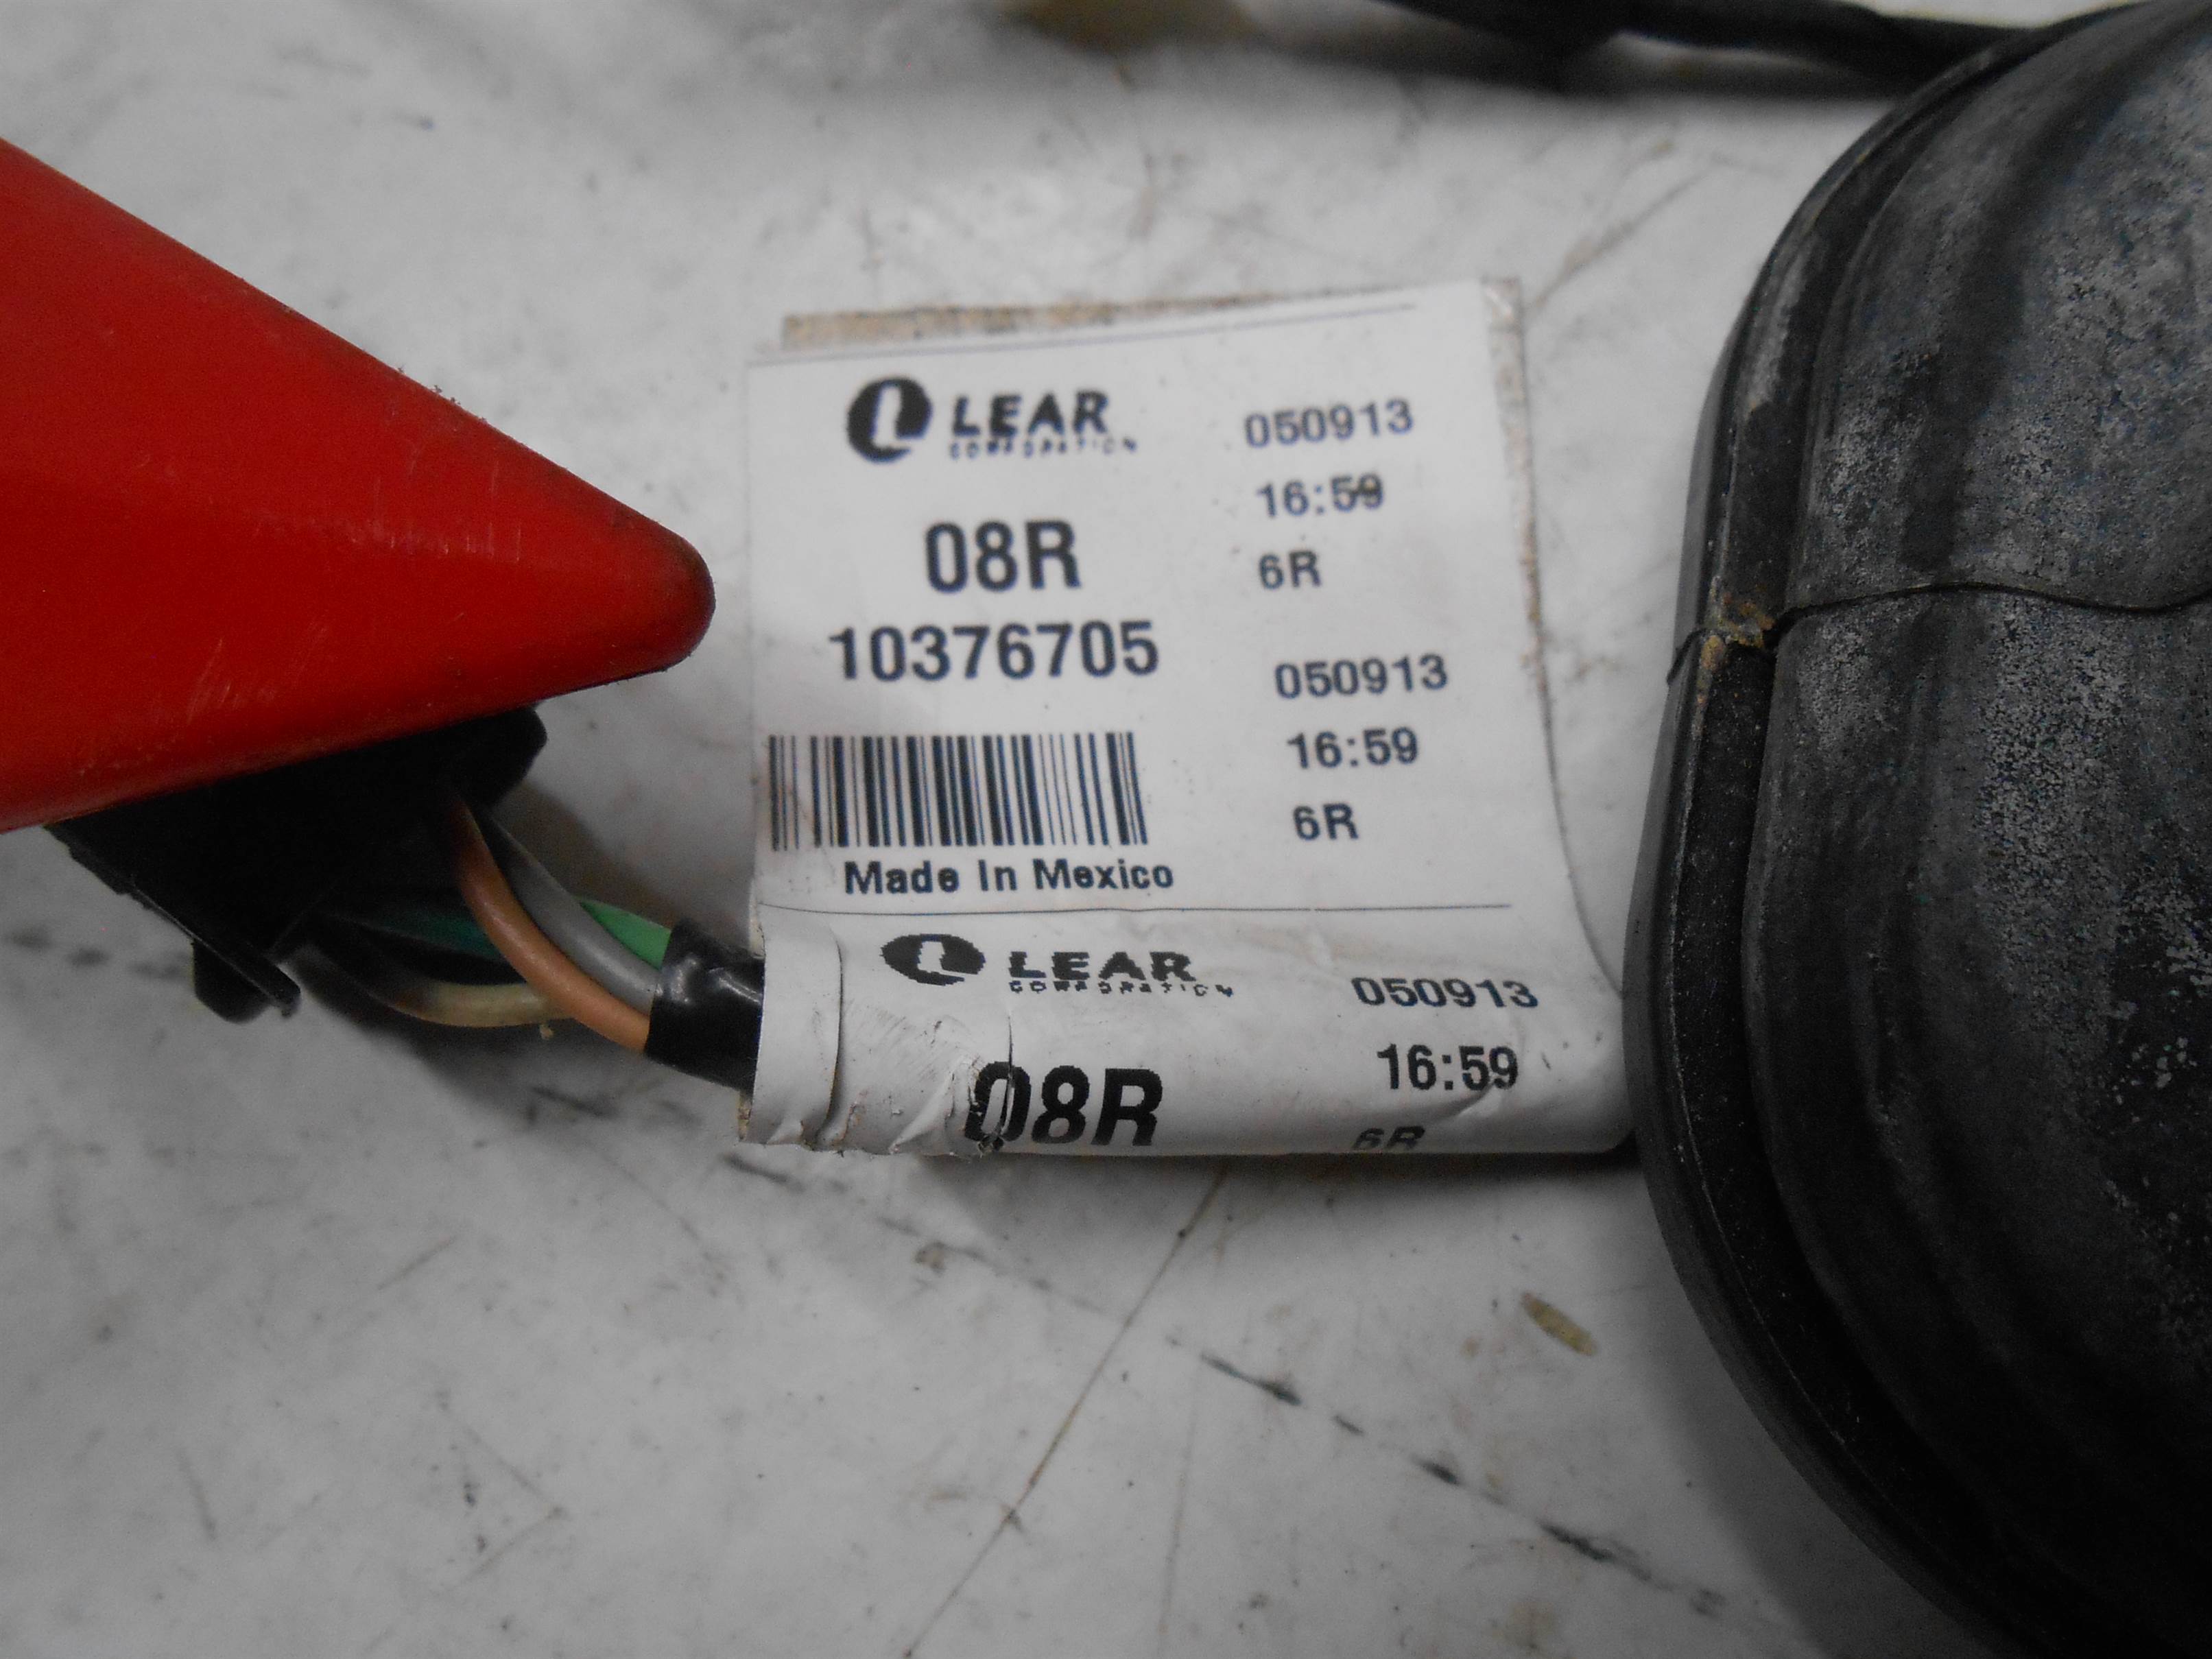 LEAR
CORPORATION
08R
10376705
Made In Mexico
050913
16:59
6R
050913
16:59
6R
LEAR
CORPORATION
08R
050913
16:59
6R